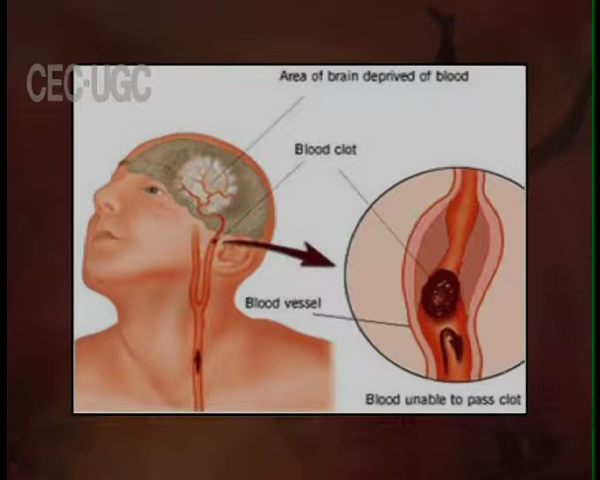 CEC-UGC
Area of brain deprived of blood
Blood clot
Blood vessel
Blood unable to pass clot